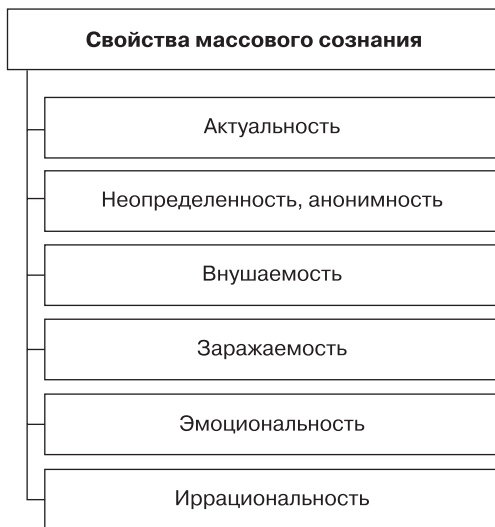 Свойства массового сознания
Актуальность
Неопределенность, анонимность
Внушаемость
Заражаемость
Эмоциональность
Иррациональность